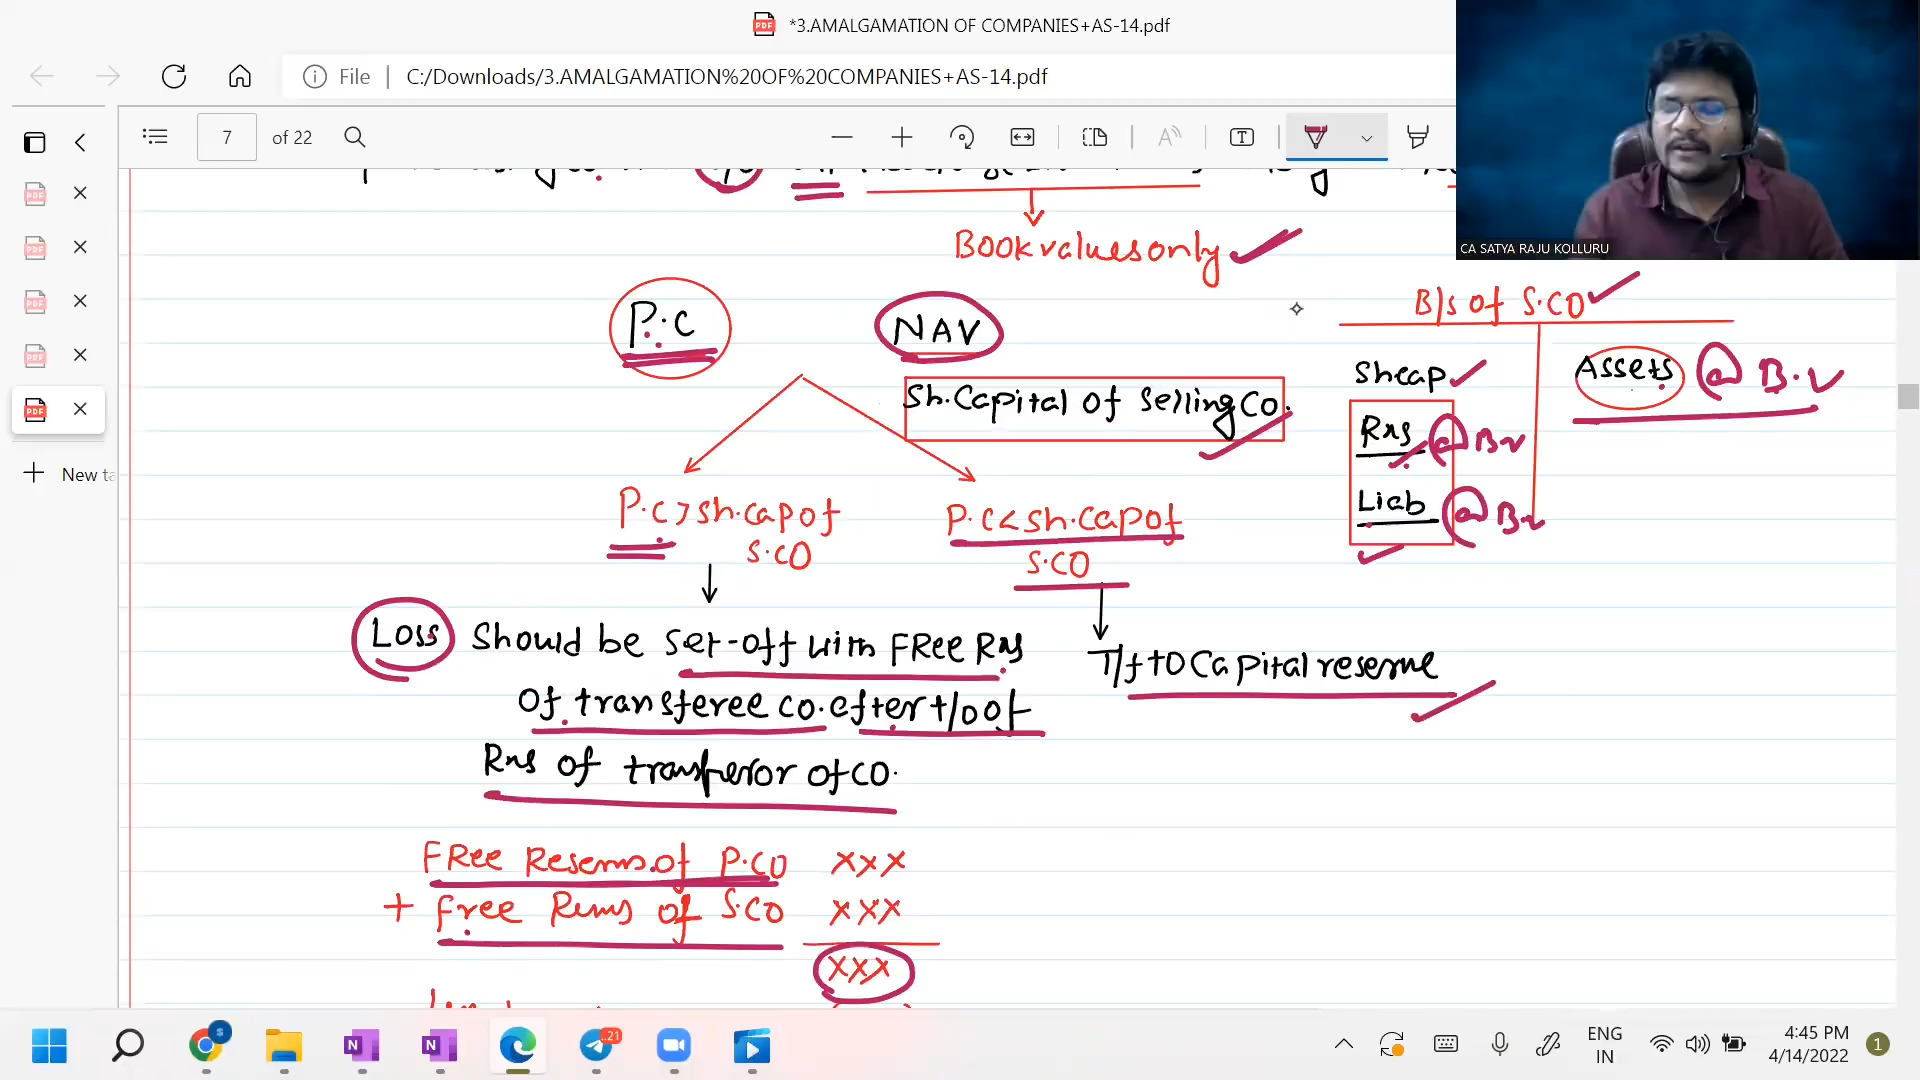 *3.AMALGAMATION OF COMPANIES+AS-14.pdf
File C:/Downloads/3.AMALGAMATION%20OF%20COMPANIES+AS-14.pdf
7 of 22
CA SATYA RAJU KOLLURU
New ta
Book values only
P.C NAV
Sh.Capital of Selling Co.
P.C > sh.cap of
S.CO
P.C < sh.cap of
S.CO
Loss Should be set-off with FRee Rns
Of transferee co. after t/o of
Rns of transferor of CO.
T/f to Capital reserve
FRee Reserves of P.CO XXX
+ Free of S.CO XXX
XXX
B/s of S.CO
Shcap Assets @ B.V
Rns @ Bv
Liab @ Bv
..21
ENG
IN
4:45 PM
4/14/2022
1